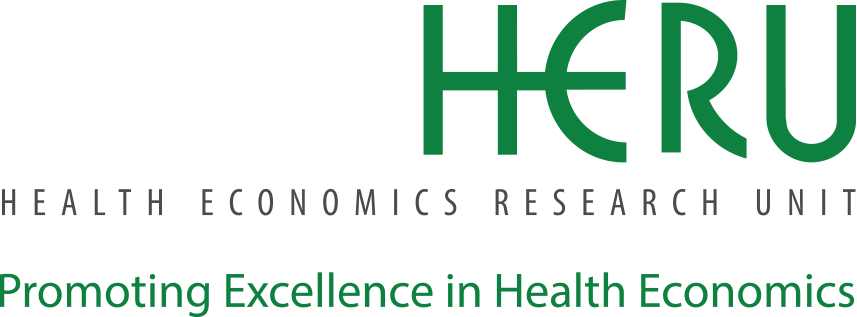 HERU
HEALTH ECONOMICS RESEARCH UNIT
Promoting Excellence in Health Economics